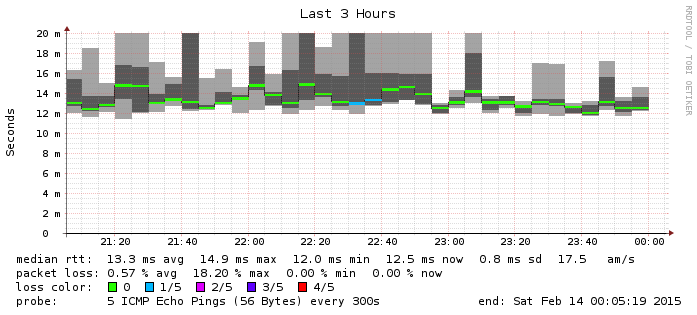 Last 3 Hours
RRDTOOL / TOBI OETIKER
Seconds
20 m
18 m
16 m
14 m
12 m
10 m
8 m
6 m
4 m
2 m
0
21:20 21:40 22:00 22:20 22:40 23:00 23:20 23:40 00:00
median rtt: 13.3 ms avg 14.9 ms max 12.0 ms min 12.5 ms now 0.8 ms sd 17.5 am/s
packet loss: 0.57 % avg 18.20 % max 0.00 % min 0.00 % now
loss color: 0 1/5 2/5 3/5 4/5
probe: 5 ICMP Echo Pings (56 Bytes) every 300s end: Sat Feb 14 00:05:19 2015